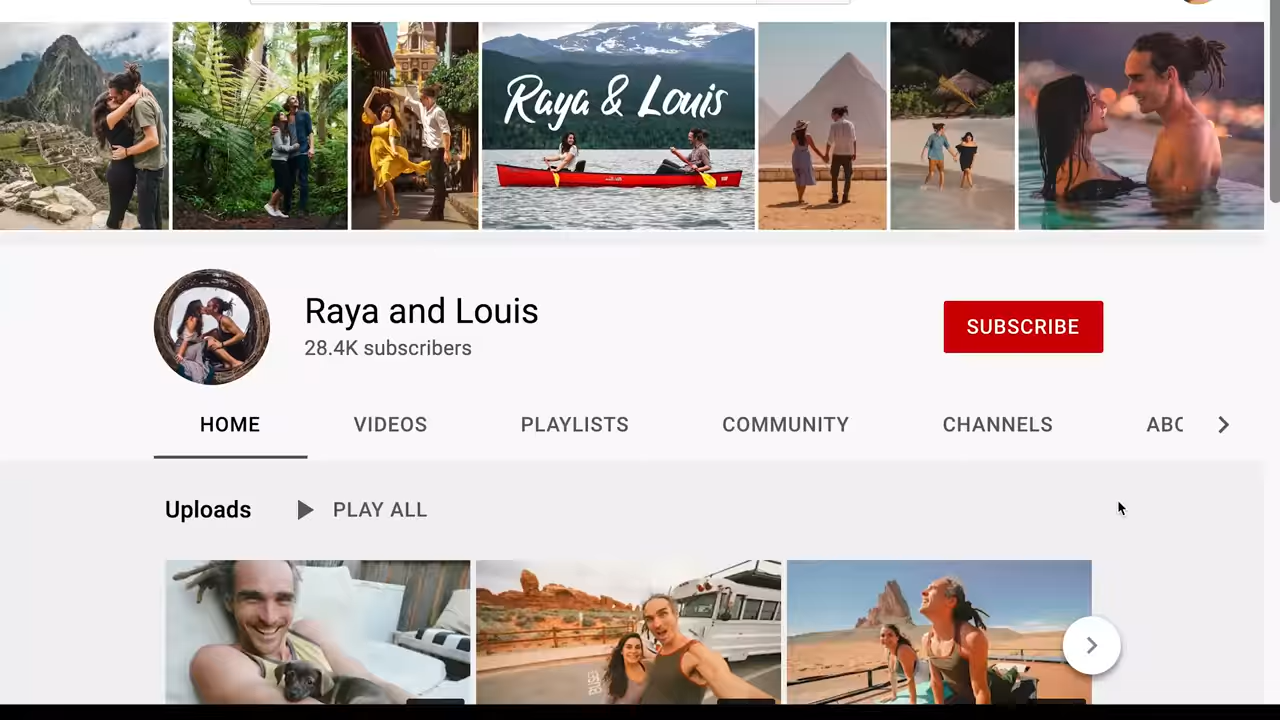 Raya & Louis
Raya and Louis
28.4K subscribers
SUBSCRIBE
HOME VIDEOS PLAYLISTS COMMUNITY CHANNELS ABC
Uploads PLAY ALL